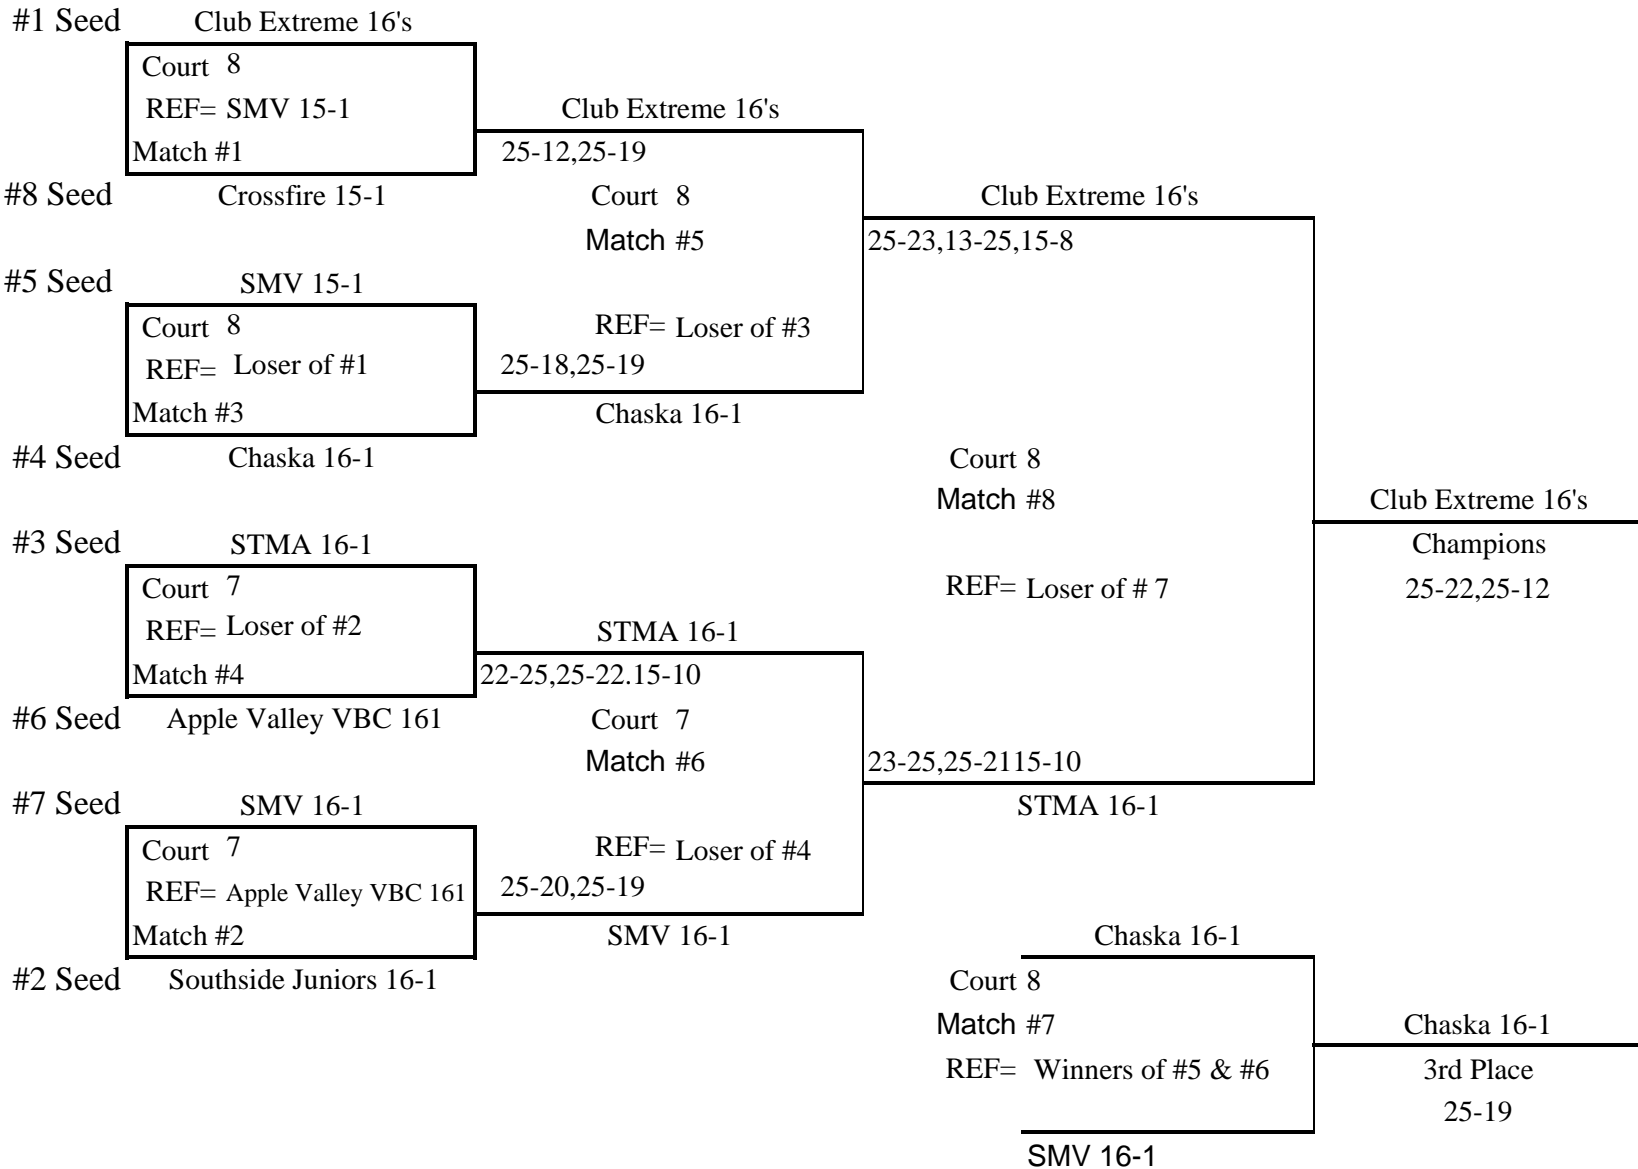 #1 Seed Club Extreme 16's
Court 8
REF= SMV 15-1
Match #1
#8 Seed Crossfire 15-1
Club Extreme 16's
25-12,25-19
Court 8
Match #5
REF= Loser of #3
#5 Seed SMV 15-1
Court 8
REF= Loser of #1
Match #3
#4 Seed Chaska 16-1
25-18,25-19
Chaska 16-1
Club Extreme 16's
25-23,13-25,15-8
Court 8
Match #8
REF= Loser of # 7
Club Extreme 16's
Champions
25-22,25-12
#3 Seed STMA 16-1
Court 7
REF= Loser of #2
Match #4
#6 Seed Apple Valley VBC 161
STMA 16-1
22-25,25-22.15-10
Court 7
Match #6
REF= Loser of #4
#7 Seed SMV 16-1
Court 7
REF= Apple Valley VBC 161
Match #2
#2 Seed Southside Juniors 16-1
25-20,25-19
SMV 16-1
23-25,25-2115-10
STMA 16-1
Chaska 16-1
Court 8
Match #7
REF= Winners of #5 & #6
SMV 16-1
Chaska 16-1
3rd Place
25-19